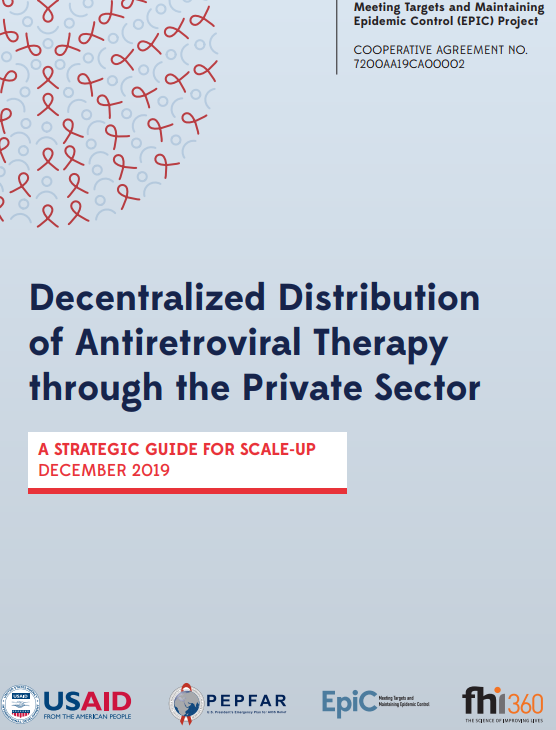 Meeting Targets and Maintaining
Epidemic Control (EPIC) Project
COOPERATIVE AGREEMENT NO.
7200AA19CA00002
Decentralized Distribution
of Antiretroviral Therapy
through the Private Sector
A STRATEGIC GUIDE FOR SCALE-UP
DECEMBER 2019
USAID
USAID
FROM THE AMERICAN PEOPLE
PEPFAR
U.S. President's Emergency Plan for AIDS Relief
EpiC
Meeting Targets and
Maintaining Epidemic Control
fhi360
THE SCIENCE OF IMPROVING LIVES